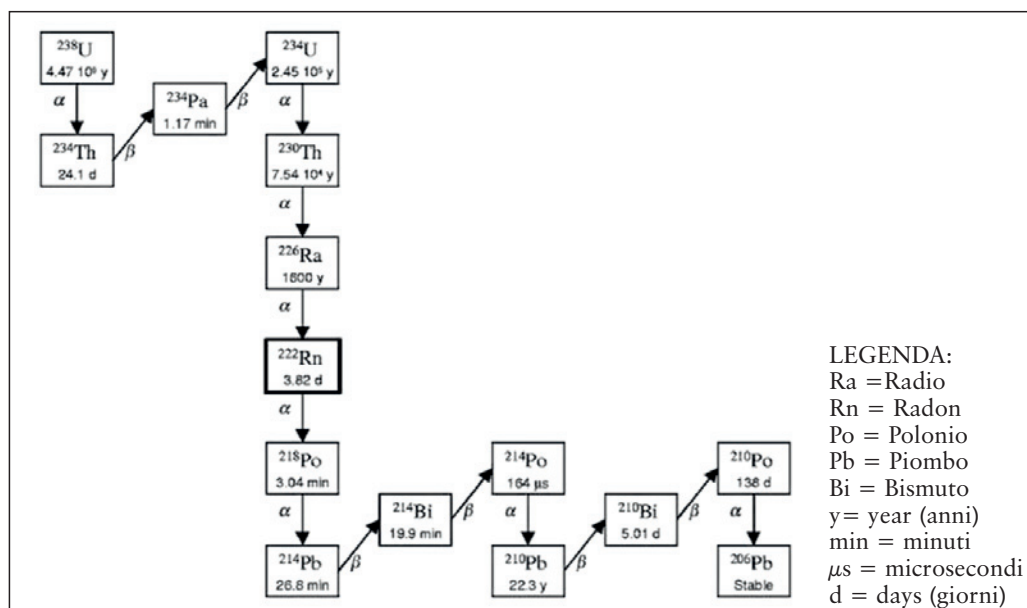 ²³⁸U
4.47 10⁹ y
α
²³⁴Th
24.1 d
β
²³⁴Pa
1.17 min
β
²³⁴U
2.45 10⁵ y
α
²³⁰Th
7.54 10⁴ y
α
²²⁶Ra
1600 y
α
²²²Rn
3.82 d
α
²¹⁸Po
3.04 min
α
²¹⁴Pb
26.8 min
β
²¹⁴Bi
19.9 min
β
²¹⁴Po
164 μs
α
²¹⁰Pb
22.3 y
β
²¹⁰Bi
5.01 d
β
²¹⁰Po
138 d
α
²⁰⁶Pb
Stable
LEGENDA:
Ra =Radio
Rn = Radon
Po = Polonio
Pb = Piombo
Bi = Bismuto
y= year (anni)
min = minuti
μs = microsecondi
d = days (giorni)